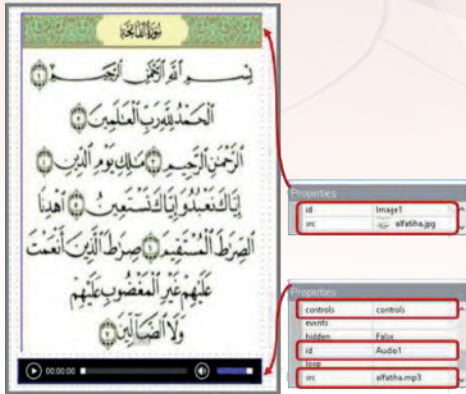 سُورَةُ الْفَاتِحَةِ
بِسْمِ اللَّهِ الرَّحْمَٰنِ الرَّحِيمِ ۝١
الْحَمْدُ لِلَّهِ رَبِّ الْعَالَمِينَ ۝٢
الرَّحْمَٰنِ الرَّحِيمِ ۝٣ مَالِكِ يَوْمِ الدِّينِ ۝٤
إِيَّاكَ نَعْبُدُ وَإِيَّاكَ نَسْتَعِينُ ۝٥ اهْدِنَا
الصِّرَاطَ الْمُسْتَقِيمَ ۝٦ صِرَاطَ الَّذِينَ أَنْعَمْتَ
عَلَيْهِمْ غَيْرِ الْمَغْضُوبِ عَلَيْهِمْ
وَلَا الضَّالِّينَ ۝٧
00:00:00
Properties
id Image1
src alfatiha.jpg
Properties
controls controls
events
hidden False
id Audio1
loop
src alfatiha.mp3